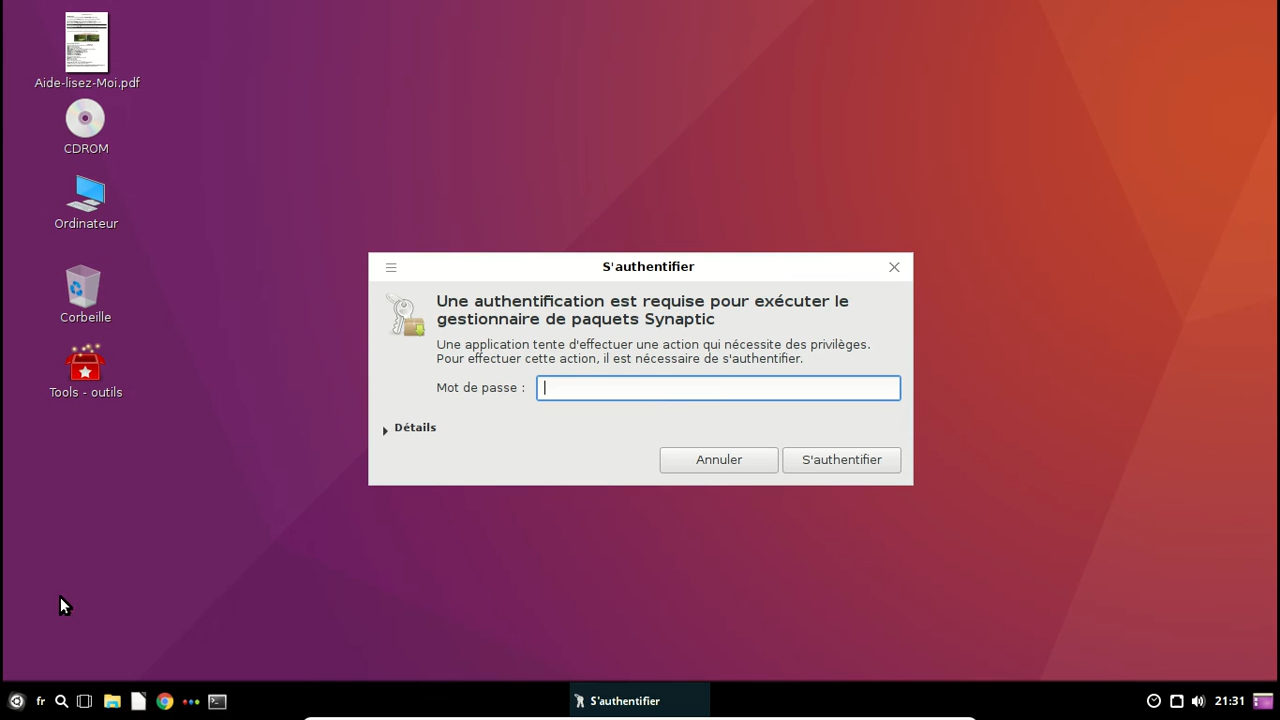 Aide-lisez-Moi.pdf
CDROM
Ordinateur
Corbeille
Tools - outils
S'authentifier
Une authentification est requise pour exécuter le
gestionnaire de paquets Synaptic
Une application tente d'effectuer une action qui nécessite des privilèges.
Pour effectuer cette action, il est nécessaire de s'authentifier.
Mot de passe :
Détails
Annuler
S'authentifier
fr
S'authentifier
21:31